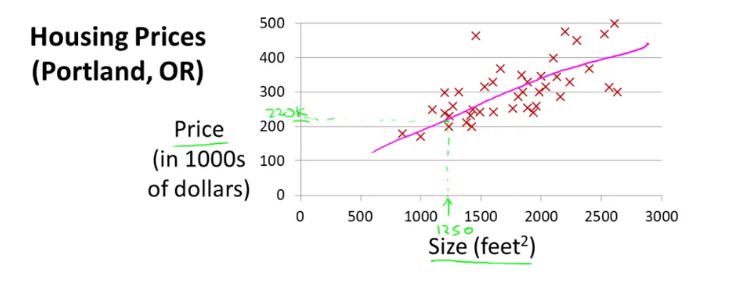 Housing Prices
(Portland, OR)
500
400
300
220K
200
Price
(in 1000s
of dollars)
100
0
0 500 1000 1500 2000 2500 3000
1250
Size (feet²)